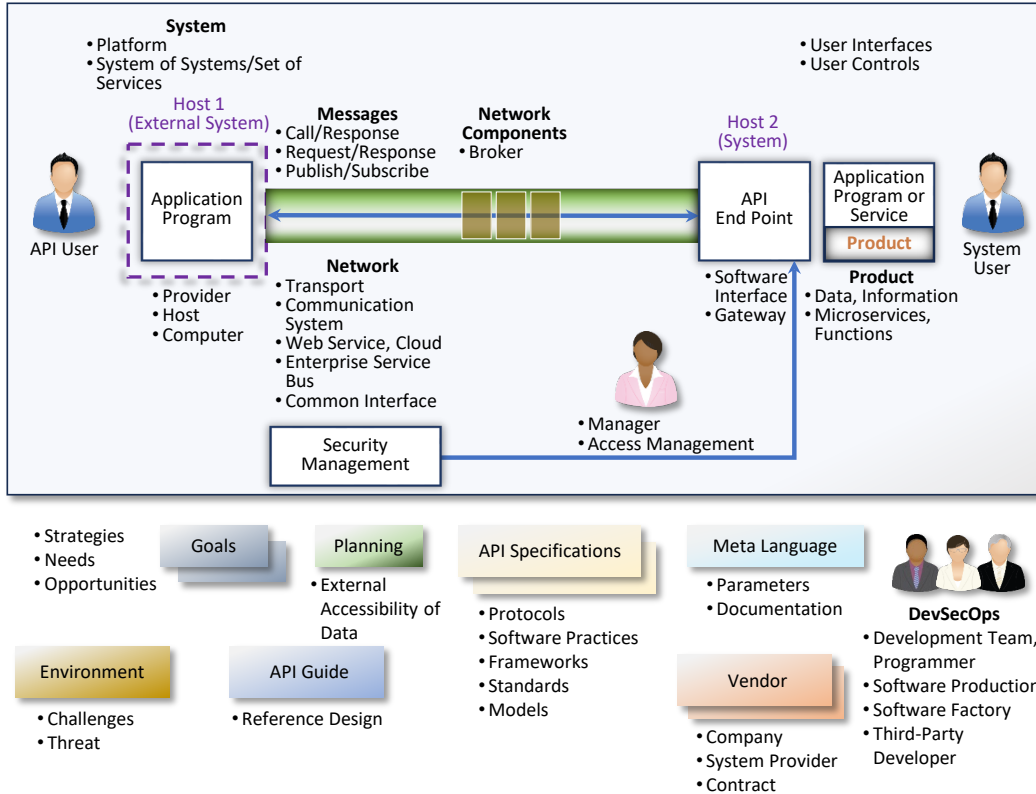 System
• Platform
• System of Systems/Set of
Services
• User Interfaces
• User Controls
Host 1
(External System)
Messages
• Call/Response
• Request/Response
• Publish/Subscribe
Network
Components
• Broker
Host 2
(System)
API User
Application
Program
API
End Point
Application
Program or
Service
Product
System
User
• Provider
• Host
• Computer
Network
• Transport
• Communication
System
• Web Service, Cloud
• Enterprise Service
Bus
• Common Interface
• Software
Interface
• Gateway
Product
• Data, Information
• Microservices,
Functions
• Manager
• Access Management
Security
Management
• Strategies
• Needs
• Opportunities
Goals
Planning
• External
Accessibility of
Data
API Specifications
• Protocols
• Software Practices
• Frameworks
• Standards
• Models
Meta Language
• Parameters
• Documentation
DevSecOps
• Development Team,
Programmer
• Software Production
• Software Factory
• Third-Party
Developer
Environment
• Challenges
• Threat
API Guide
• Reference Design
Vendor
• Company
• System Provider
• Contract